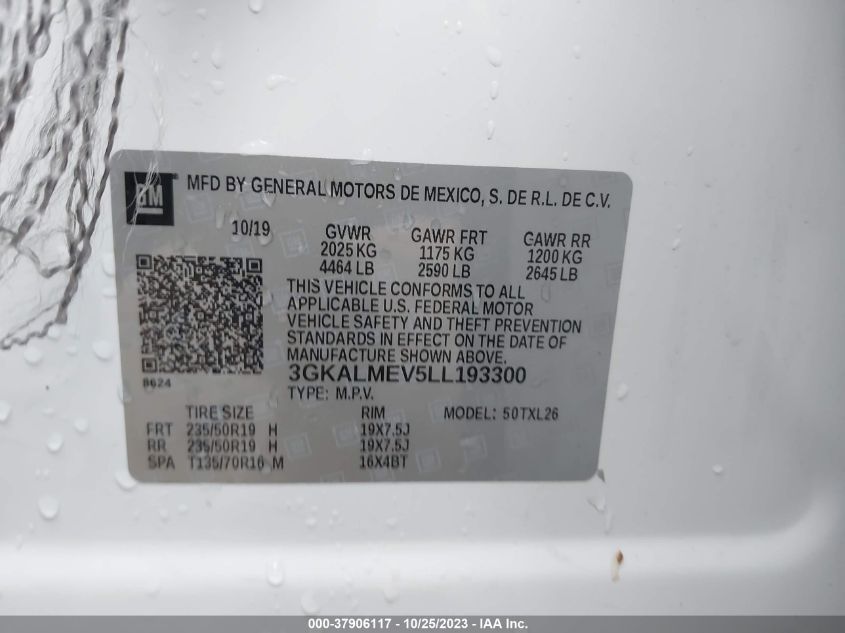 GM
MFD BY GENERAL MOTORS DE MEXICO, S. DE R.L. DE C.V.
10/19 GVWR GAWR FRT GAWR RR
2025 KG 1175 KG 1200 KG
4464 LB 2590 LB 2645 LB
THIS VEHICLE CONFORMS TO ALL
APPLICABLE U.S. FEDERAL MOTOR
VEHICLE SAFETY AND THEFT PREVENTION
STANDARDS IN EFFECT ON THE DATE OF
MANUFACTURE SHOWN ABOVE.
8624 3GKALMEV5LL193300
TYPE: M.P.V.
TIRE SIZE RIM MODEL: 50TXL26
FRT 235/50R19 H 19X7.5J
RR 235/50R19 H 19X7.5J
SPA T135/70R16 M 16X4BT
000-37906117 - 10/25/2023 - IAA Inc.